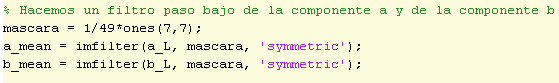 % Hacemos un filtro paso bajo de la componente a y de la componente b
mascara = 1/49*ones(7,7);
a_mean = imfilter(a_L, mascara, 'symmetric');
b_mean = imfilter(b_L, mascara, 'symmetric');